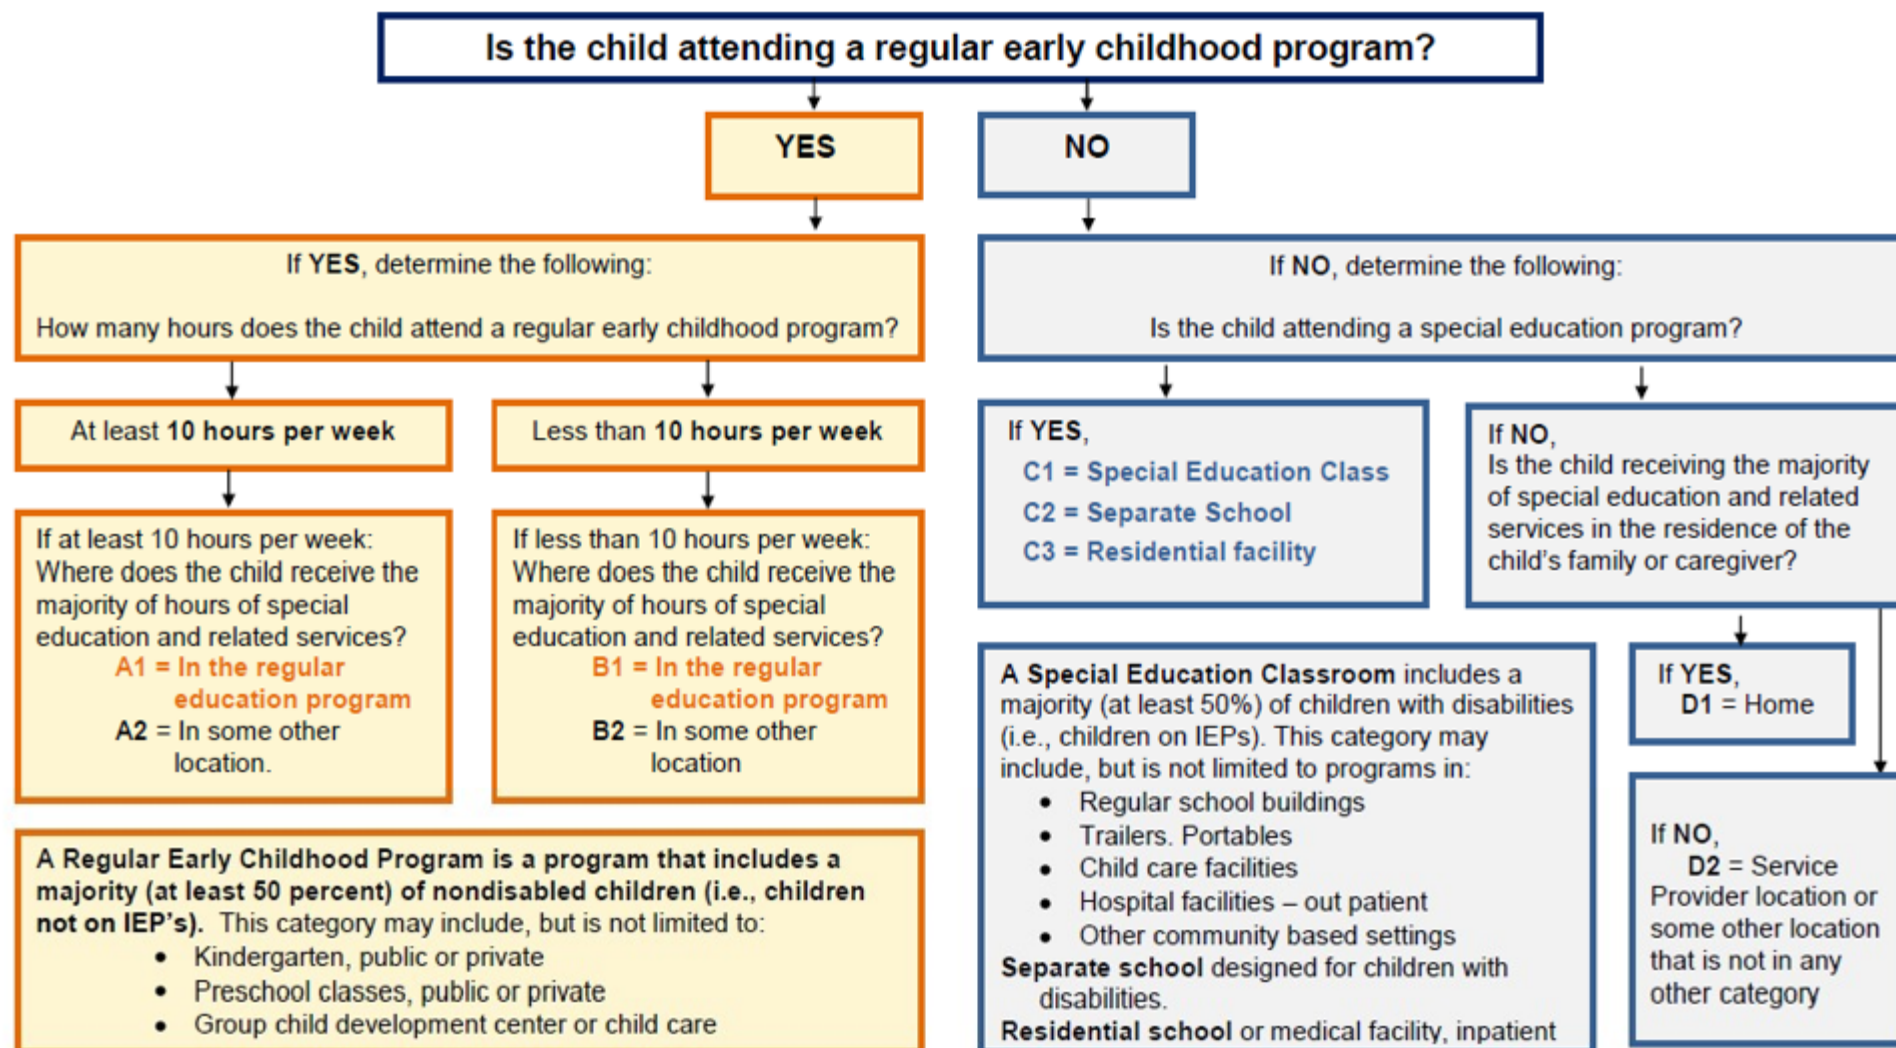 Is the child attending a regular early childhood program?
YES
NO
If YES, determine the following:
How many hours does the child attend a regular early childhood program?
If NO, determine the following:
Is the child attending a special education program?
At least 10 hours per week
Less than 10 hours per week
If at least 10 hours per week:
Where does the child receive the
majority of hours of special
education and related services?
A1 = In the regular
education program
A2 = In some other
location.
If less than 10 hours per week:
Where does the child receive the
majority of hours of special
education and related services?
B1 = In the regular
education program
B2 = In some other
location
A Regular Early Childhood Program is a program that includes a
majority (at least 50 percent) of nondisabled children (i.e., children
not on IEP's). This category may include, but is not limited to:
• Kindergarten, public or private
• Preschool classes, public or private
• Group child development center or child care
If YES,
C1 = Special Education Class
C2 = Separate School
C3 = Residential facility
If NO,
Is the child receiving the majority
of special education and related
services in the residence of the
child's family or caregiver?
A Special Education Classroom includes a
majority (at least 50%) of children with disabilities
(i.e., children on IEPs). This category may
include, but is not limited to programs in:
• Regular school buildings
• Trailers. Portables
• Child care facilities
• Hospital facilities – out patient
• Other community based settings
Separate school designed for children with
disabilities.
Residential school or medical facility, inpatient
If YES,
D1 = Home
If NO,
D2 = Service
Provider location or
some other location
that is not in any
other category